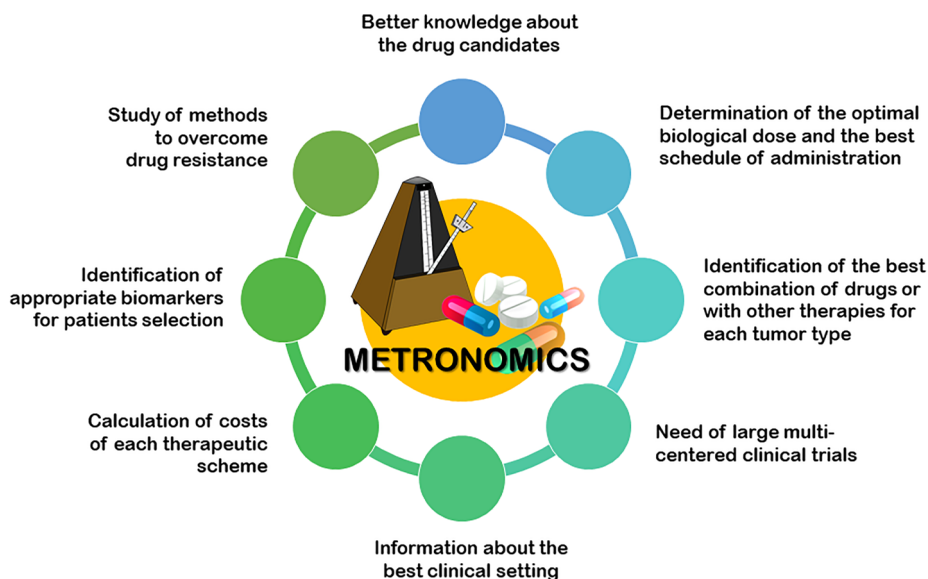 Better knowledge about
the drug candidates
Determination of the optimal
biological dose and the best
schedule of administration
Identification of the best
combination of drugs or
with other therapies for
each tumor type
Need of large multi-
centered clinical trials
Information about the
best clinical setting
Calculation of costs
of each therapeutic
scheme
Identification of
appropriate biomarkers
for patients selection
Study of methods
to overcome
drug resistance
METRONOMICS